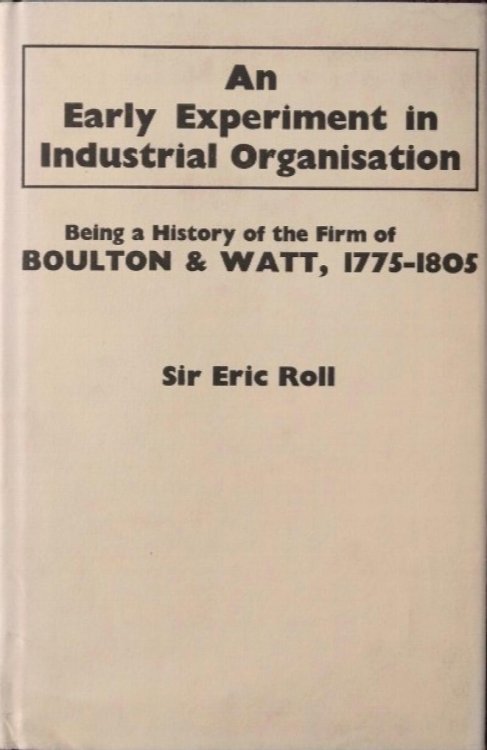 An
Early Experiment in
Industrial Organisation
Being a History of the Firm of
BOULTON & WATT, 1775-1805
Sir Eric Roll